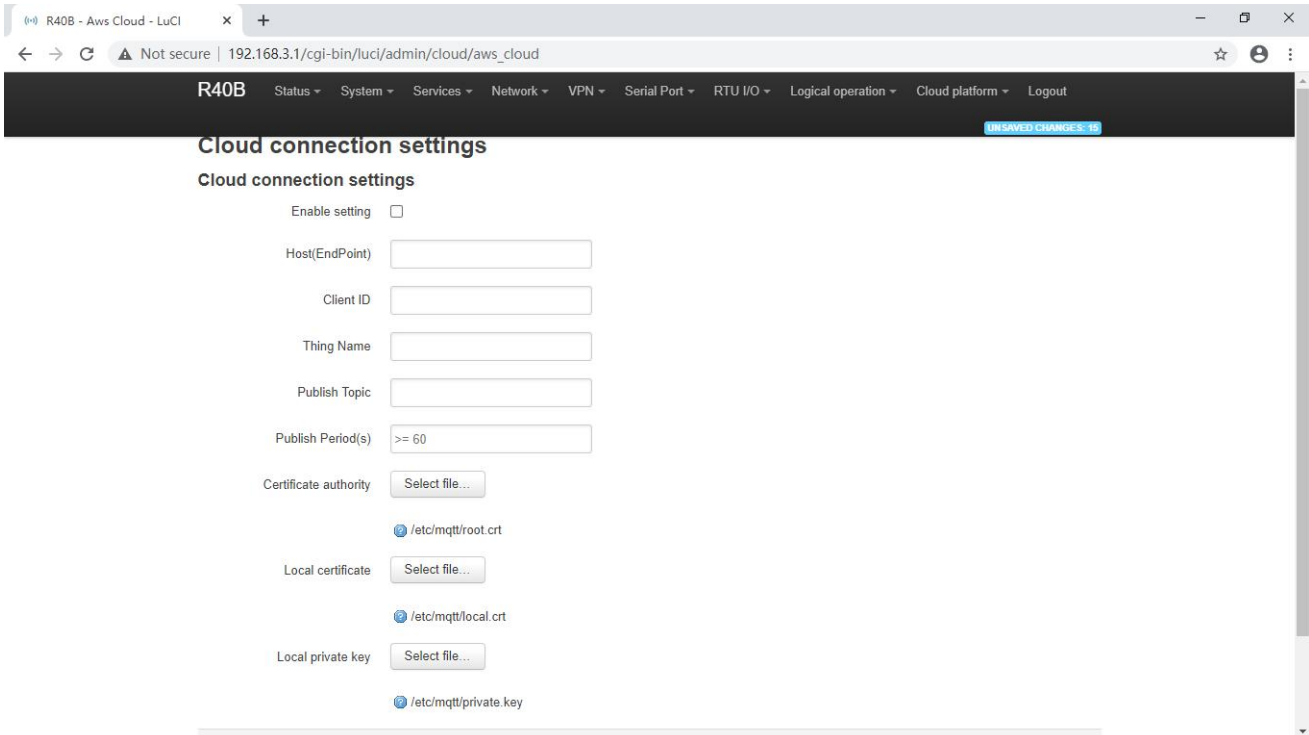 R40B - Aws Cloud - LuCI
Not secure | 192.168.3.1/cgi-bin/luci/admin/cloud/aws_cloud
R40B Status System Services Network VPN Serial Port RTU I/O Logical operation Cloud platform Logout
UNSAVED CHANGES: 15
Cloud connection settings
Cloud connection settings
Enable setting
Host(EndPoint)
Client ID
Thing Name
Publish Topic
Publish Period(s) >= 60
Certificate authority Select file...
/etc/mqtt/root.crt
Local certificate Select file...
/etc/mqtt/local.crt
Local private key Select file...
/etc/mqtt/private.key